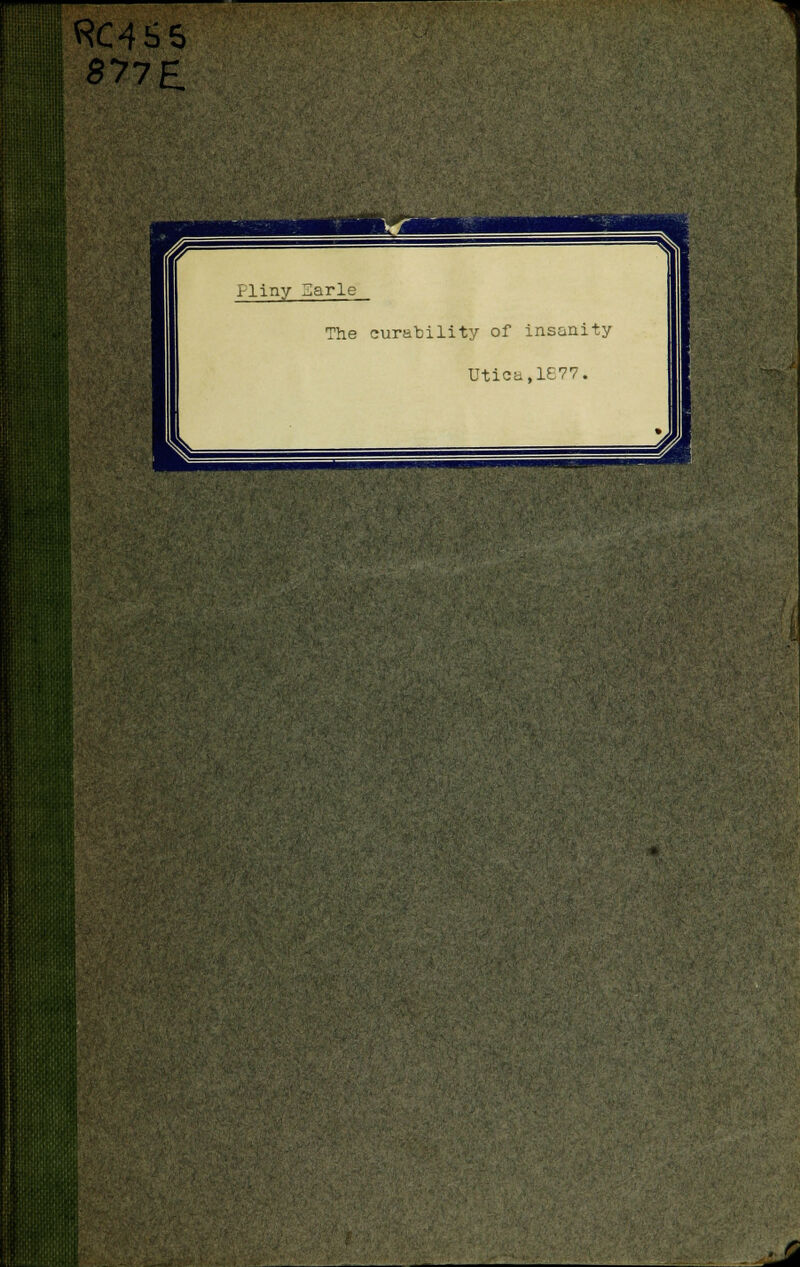 RC455
877E
Pliny Earle
The curability of insanity
Utica,1877.